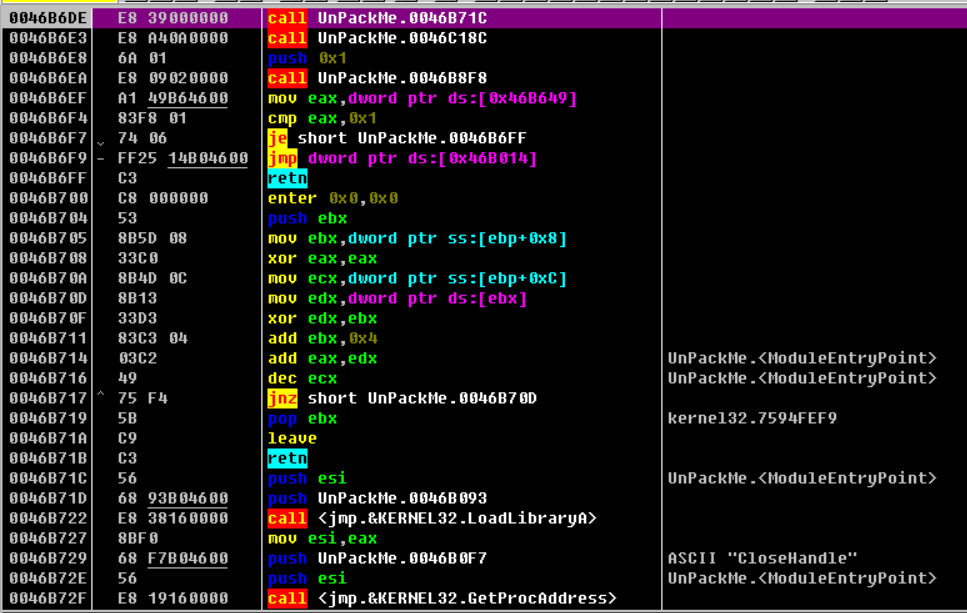 0046B6DE E8 39000000 call UnPackMe.0046B71C
0046B6E3 E8 A40A0000 call UnPackMe.0046C18C
0046B6E8 6A 01 push 0x1
0046B6EA E8 09020000 call UnPackMe.0046B8F8
0046B6EF A1 49B64600 mov eax,dword ptr ds:[0x46B649]
0046B6F4 83F8 01 cmp eax,0x1
0046B6F7 74 06 je short UnPackMe.0046B6FF
0046B6F9 - FF25 14B04600 jmp dword ptr ds:[0x46B014]
0046B6FF C3 retn
0046B700 C8 000000 enter 0x0,0x0
0046B704 53 push ebx
0046B705 8B5D 08 mov ebx,dword ptr ss:[ebp+0x8]
0046B708 33C0 xor eax,eax
0046B70A 8B4D 0C mov ecx,dword ptr ss:[ebp+0xC]
0046B70D 8B13 mov edx,dword ptr ds:[ebx]
0046B70F 33D3 xor edx,ebx
0046B711 83C3 04 add ebx,0x4
0046B714 03C2 add eax,edx UnPackMe.<ModuleEntryPoint>
0046B716 49 dec ecx UnPackMe.<ModuleEntryPoint>
0046B717 ^ 75 F4 jnz short UnPackMe.0046B70D
0046B719 5B pop ebx kernel32.7594FEF9
0046B71A C9 leave
0046B71B C3 retn
0046B71C 56 push esi UnPackMe.<ModuleEntryPoint>
0046B71D 68 93B04600 push UnPackMe.0046B093
0046B722 E8 38160000 call <jmp.&KERNEL32.LoadLibraryA>
0046B727 8BF0 mov esi,eax
0046B729 68 F7B04600 push UnPackMe.0046B0F7 ASCII "CloseHandle"
0046B72E 56 push esi UnPackMe.<ModuleEntryPoint>
0046B72F E8 19160000 call <jmp.&KERNEL32.GetProcAddress>